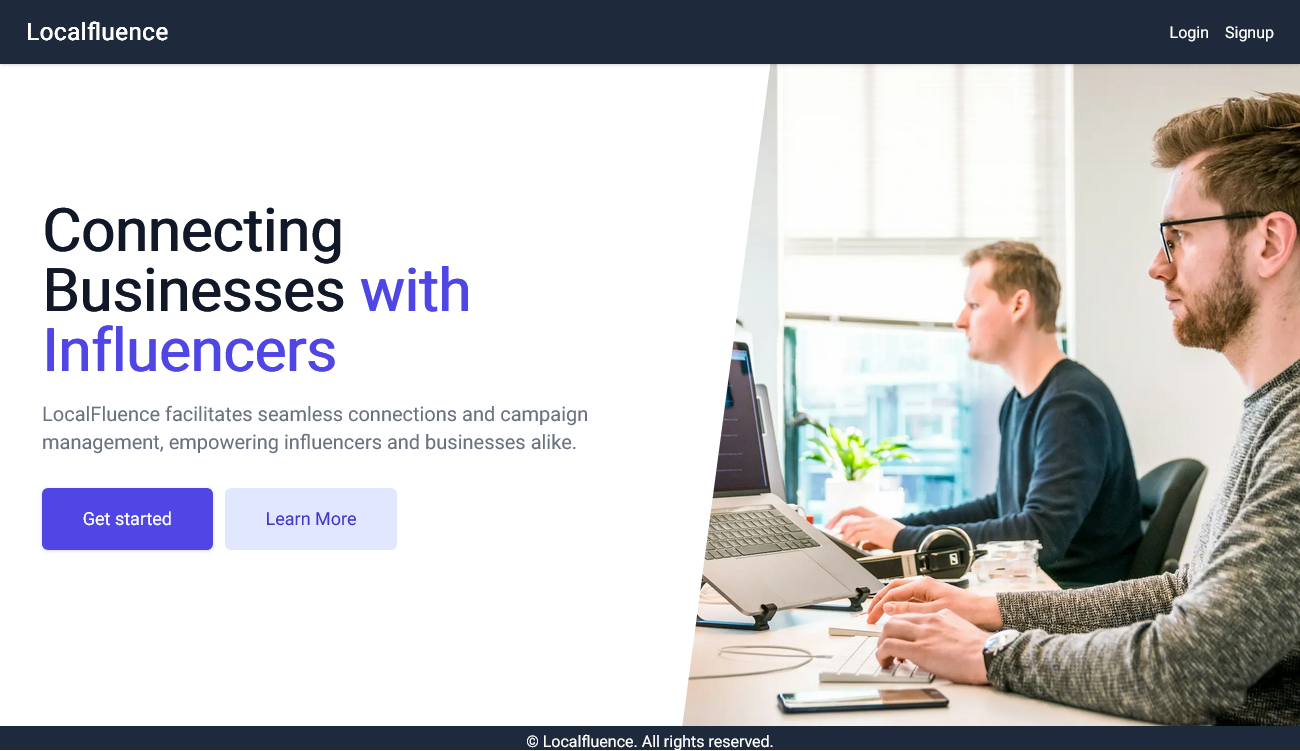 Localfluence
Login Signup
Connecting
Businesses with
Influencers
LocalFluence facilitates seamless connections and campaign
management, empowering influencers and businesses alike.
Get started Learn More
© Localfluence. All rights reserved.